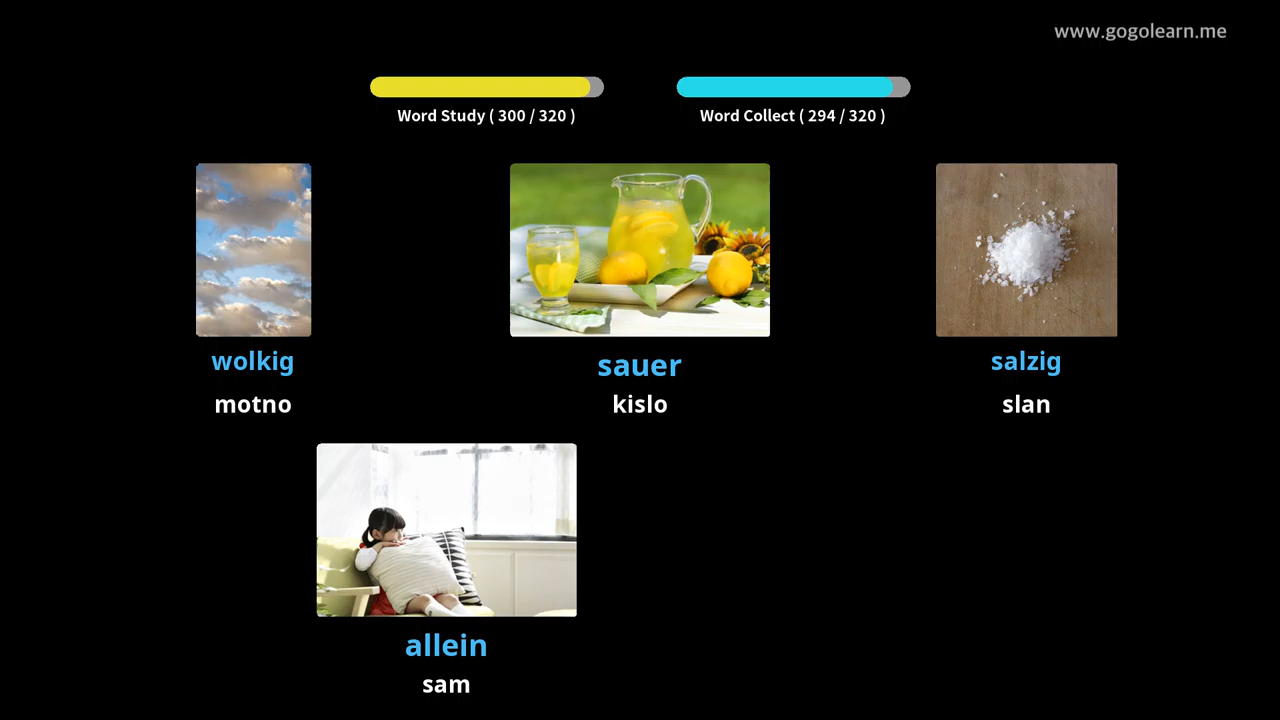 www.gogolearn.me
Word Study ( 300 / 320 )
Word Collect ( 294 / 320 )
wolkig
motno
sauer
kislo
salzig
slan
allein
sam